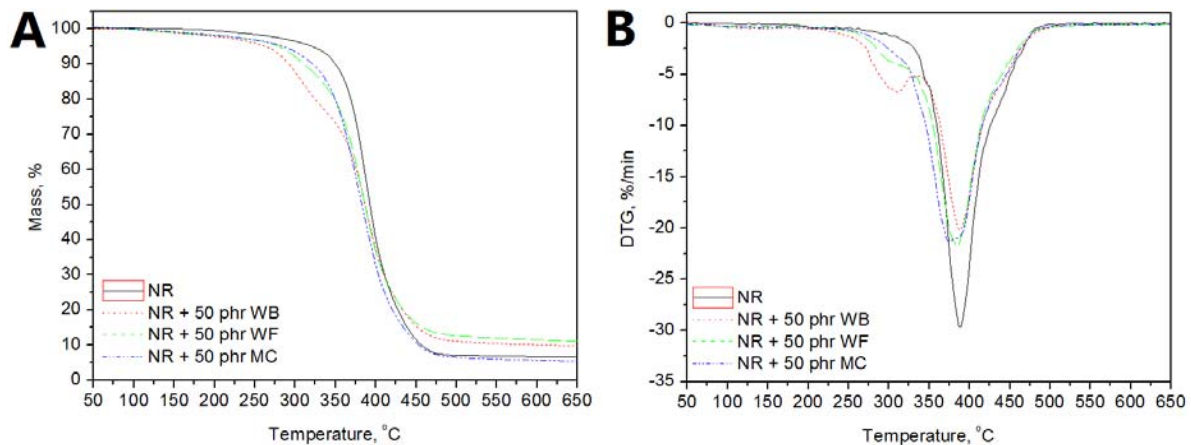 A
100
90
80
70
60
50
40
30
20
10
0
Mass, %
NR
NR + 50 phr WB
NR + 50 phr WF
NR + 50 phr MC
50 100 150 200 250 300 350 400 450 500 550 600 650
Temperature, °C
B
0
-5
-10
-15
-20
-25
-30
-35
DTG, %/min
NR
NR + 50 phr WB
NR + 50 phr WF
NR + 50 phr MC
50 100 150 200 250 300 350 400 450 500 550 600 650
Temperature, °C